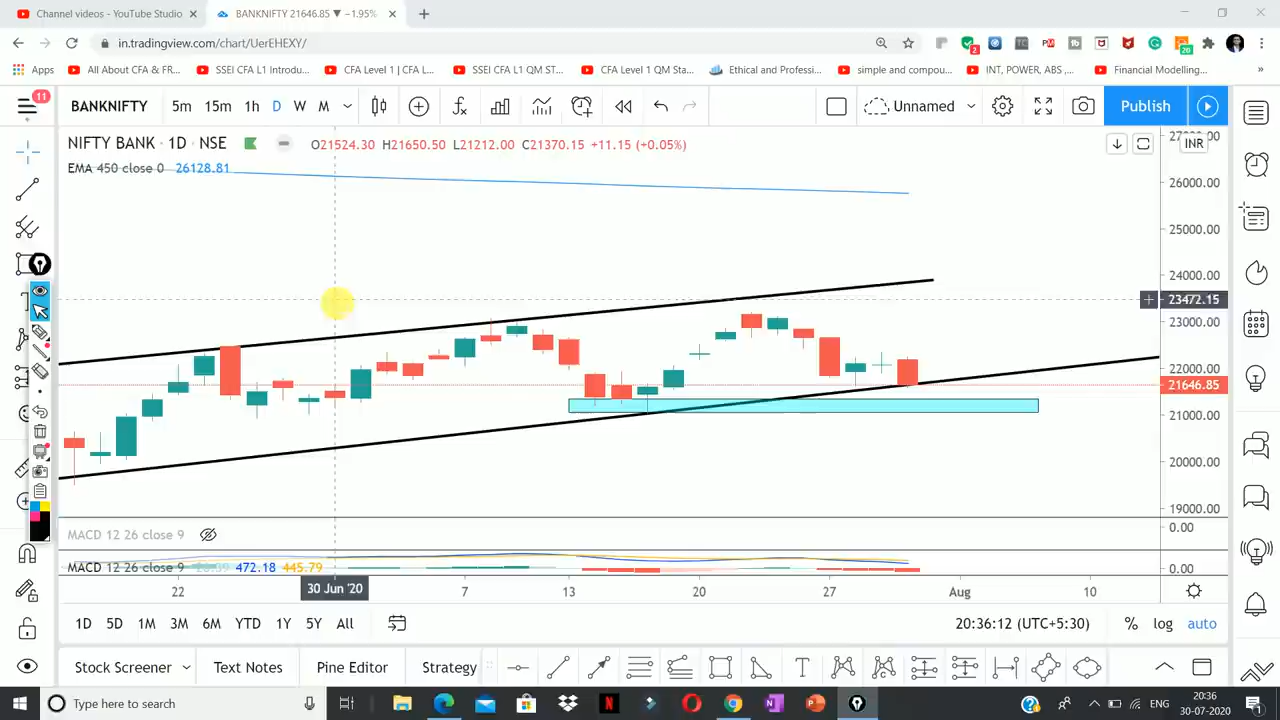 Channel videos - YouTube Studio
BANKNIFTY 21646.85 ▼ −1.95%
in.tradingview.com/chart/UerEHEXY/
2
20
Apps
All About CFA & FR...
SSEI CFA L1 Introdu...
CFA Level 1 | CFA L...
SSEI CFA L1 QM ST...
CFA Level 1 QM Sta...
Ethical and Professi...
simple and compou...
INT, POWER, ABS ,...
Financial Modelling...
»
11
BANKNIFTY 5m 15m 1h D W M
Unnamed
Publish
NIFTY BANK · 1D · NSE
O21524.30 H21650.50 L21212.00 C21370.15 +11.15 (+0.05%)
INR
EMA 450 close 0 26128.81
27000.00
26000.00
25000.00
24000.00
23472.15
23000.00
22000.00
21646.85
21000.00
20000.00
19000.00
MACD 12 26 close 9
0.00
MACD 12 26 close 9 472.18 445.79
0.00
22 30 Jun '20 7 13 20 27 Aug 10
1D 5D 1M 3M 6M YTD 1Y 5Y All
20:36:12 (UTC+5:30) % log auto
Stock Screener Text Notes Pine Editor Strategy
Type here to search
ENG
20:36
30-07-2020